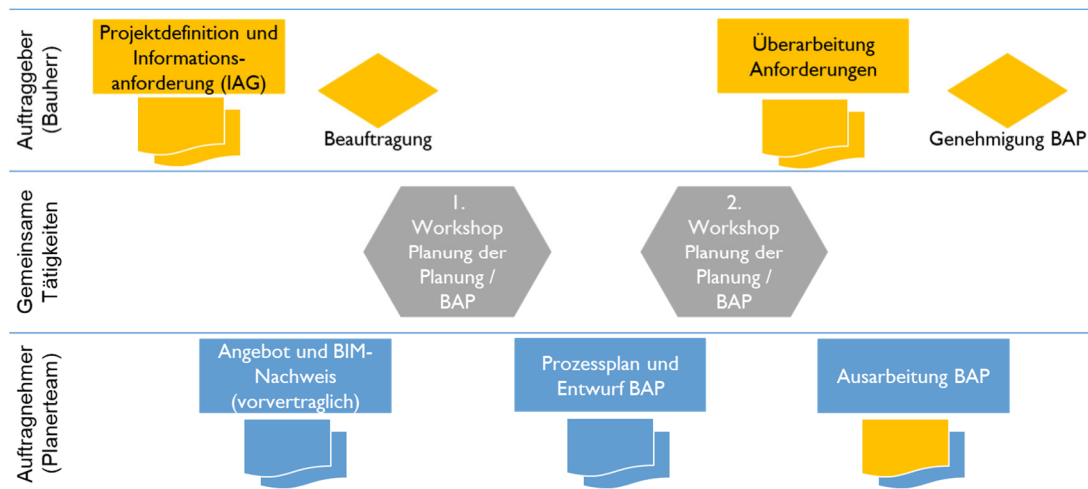 Auftraggeber
(Bauherr)
Projektdefinition und
Informations-
anforderung (IAG)
Beauftragung
Überarbeitung
Anforderungen
Genehmigung BAP
Gemeinsame
Tätigkeiten
1.
Workshop
Planung der
Planung /
BAP
2.
Workshop
Planung der
Planung /
BAP
Auftragnehmer
(Planerteam)
Angebot und BIM-
Nachweis
(vorvertraglich)
Prozessplan und
Entwurf BAP
Ausarbeitung BAP